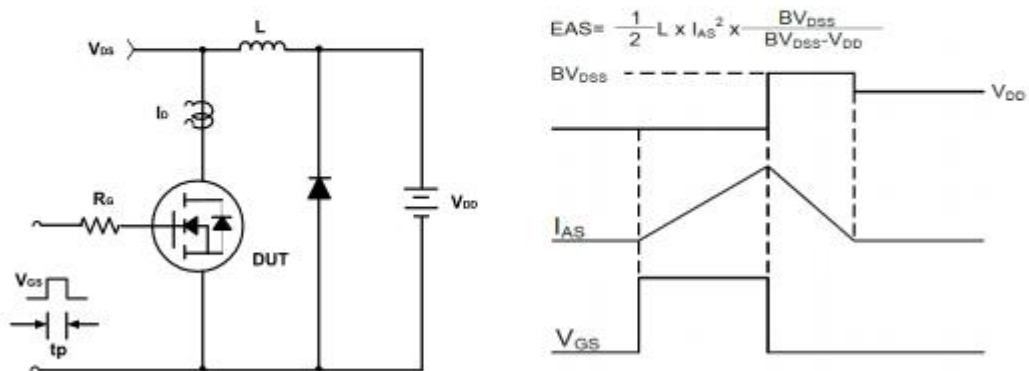 VDS
L
ID
RG
VDD
DUT
VGS
tp
EAS= 1/2 L x IAS² x BVDSS/BVDSS-VDD
BVDSS
VDD
IAS
VGS